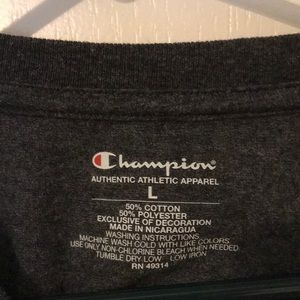 Champion
AUTHENTIC ATHLETIC APPAREL
L
50% COTTON
50% POLYESTER
EXCLUSIVE OF DECORATION
MADE IN NICARAGUA
WASHING INSTRUCTIONS
MACHINE WASH COLD WITH LIKE COLORS
USE ONLY NON-CHLORINE BLEACH WHEN NEEDED
TUMBLE DRY LOW LOW IRON
RN 49314